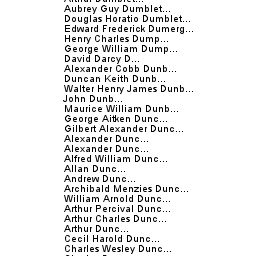 Aubrey Guy Dumblet...
Douglas Horatio Dumblet...
Edward Frederick Dumerg...
Henry Charles Dump...
George William Dump...
David Darcy D...
Alexander Cobb Dunb...
Duncan Keith Dunb...
Walter Henry James Dunb...
John Dunb...
Maurice William Dunb...
George Aitken Dunc...
Gilbert Alexander Dunc...
Alexander Dunc...
Alexander Dunc...
Alfred William Dunc...
Allan Dunc...
Andrew Dunc...
Archibald Menzies Dunc...
William Arnold Dunc...
Arthur Percival Dunc...
Arthur Charles Dunc...
Arthur Dunc...
Cecil Harold Dunc...
Charles Wesley Dunc...